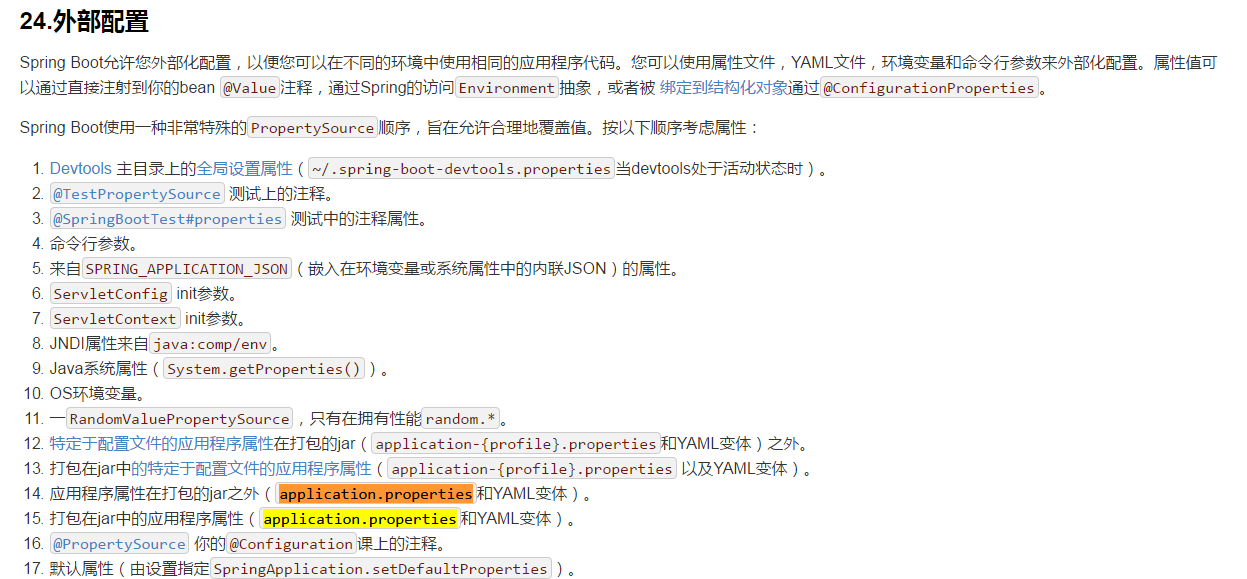 24.外部配置
Spring Boot允许您外部化配置，以便您可以在不同的环境中使用相同的应用程序代码。您可以使用属性文件，YAML文件，环境变量和命令行参数来外部化配置。属性值可
以通过直接注射到你的bean @Value注释，通过Spring的访问Environment抽象，或者被 绑定到结构化对象通过@ConfigurationProperties。
Spring Boot使用一种非常特殊的PropertySource顺序，旨在允许合理地覆盖值。按以下顺序考虑属性：
1. Devtools 主目录上的全局设置属性（~/.spring-boot-devtools.properties当devtools处于活动状态时）。
2. @TestPropertySource 测试上的注释。
3. @SpringBootTest#properties 测试中的注释属性。
4. 命令行参数。
5. 来自SPRING_APPLICATION_JSON（嵌入在环境变量或系统属性中的内联JSON）的属性。
6. ServletConfig init参数。
7. ServletContext init参数。
8. JNDI属性来自java:comp/env。
9. Java系统属性（System.getProperties()）。
10. OS环境变量。
11. 一RandomValuePropertySource，只有在拥有性能random.*。
12. 特定于配置文件的应用程序属性在打包的jar（application-{profile}.properties和YAML变体）之外。
13. 打包在jar中的特定于配置文件的应用程序属性（application-{profile}.properties 以及YAML变体）。
14. 应用程序属性在打包的jar之外（application.properties和YAML变体）。
15. 打包在jar中的应用程序属性（application.properties和YAML变体）。
16. @PropertySource 你的@Configuration课上的注释。
17. 默认属性（由设置指定SpringApplication.setDefaultProperties）。